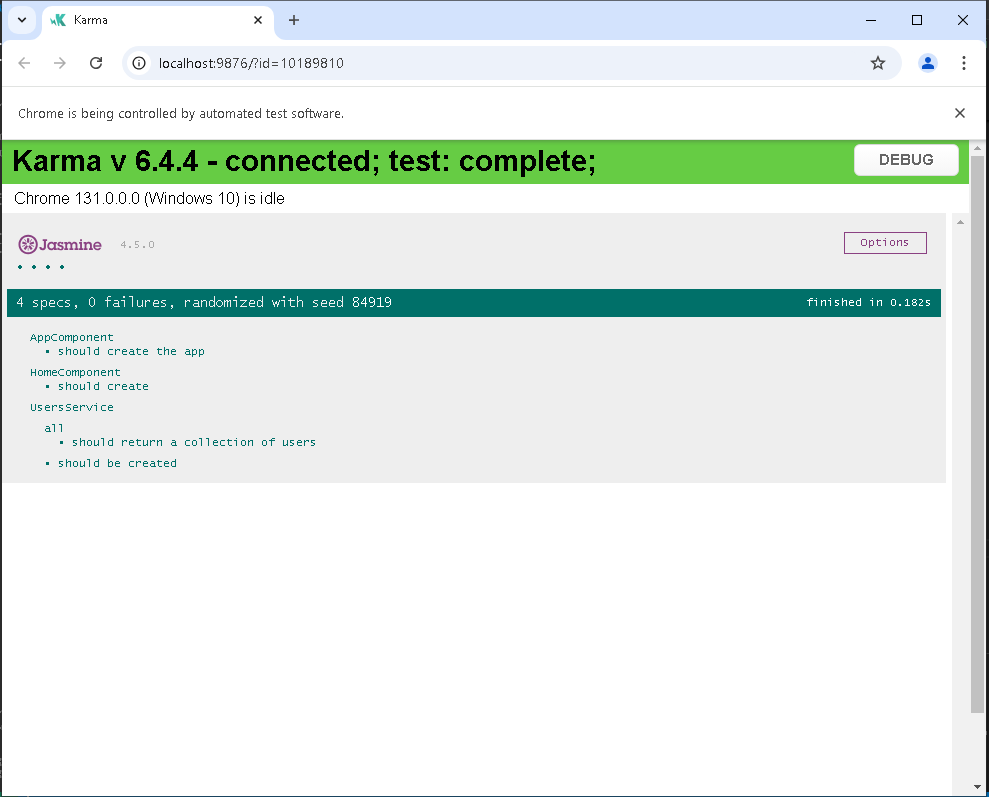 Karma
localhost:9876/?id=10189810
Chrome is being controlled by automated test software.
Karma v 6.4.4 - connected; test: complete;
DEBUG
Chrome 131.0.0.0 (Windows 10) is idle
Jasmine 4.5.0
Options
• • • •
4 specs, 0 failures, randomized with seed 84919
finished in 0.182s
AppComponent
• should create the app
HomeComponent
• should create
UsersService
all
• should return a collection of users
• should be created